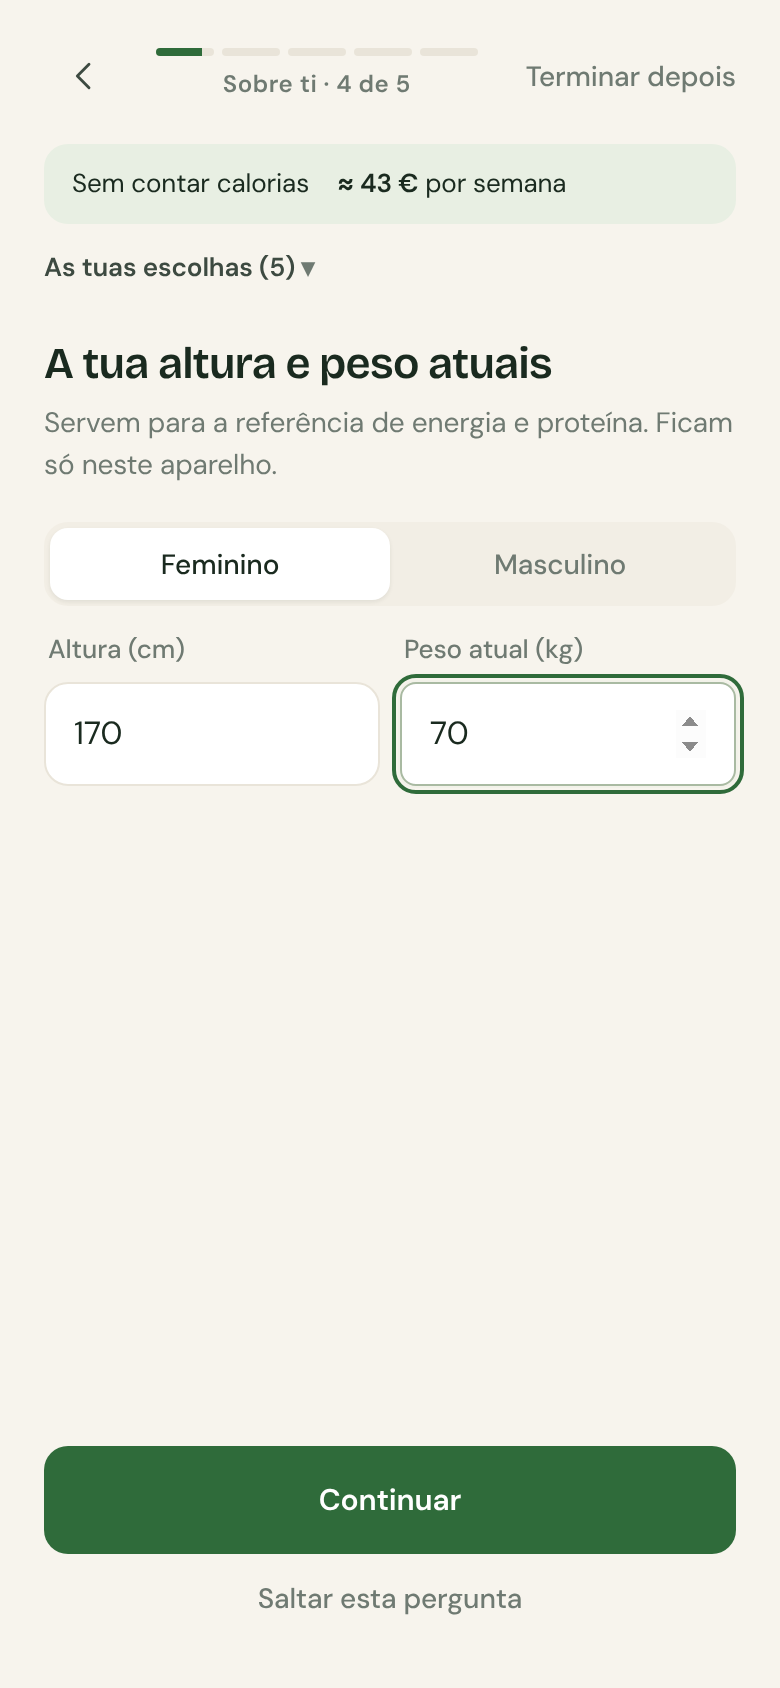 Sobre ti · 4 de 5
Terminar depois
Sem contar calorias ≈ 43 € por semana
As tuas escolhas (5) ▾
A tua altura e peso atuais
Servem para a referência de energia e proteína. Ficam
só neste aparelho.
Feminino Masculino
Altura (cm) Peso atual (kg)
170 70
Continuar
Saltar esta pergunta